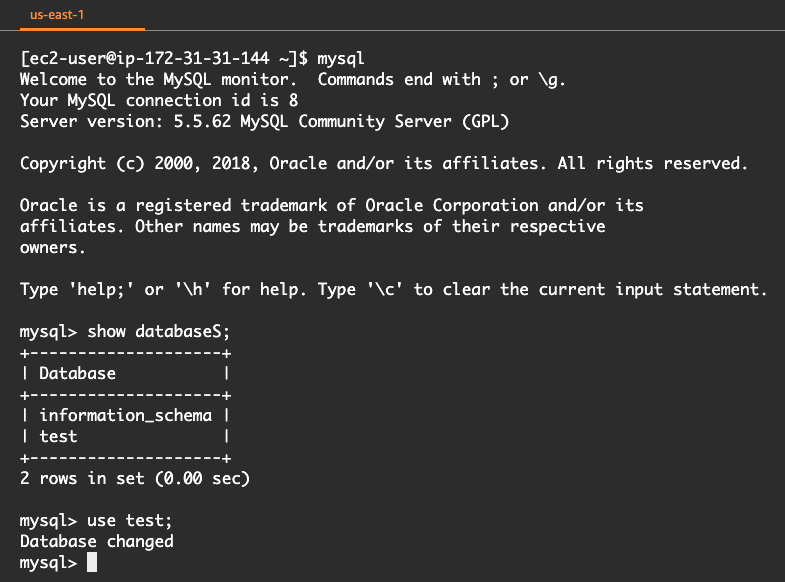 us-east-1
[ec2-user@ip-172-31-31-144 ~]$ mysql
Welcome to the MySQL monitor.  Commands end with ; or \g.
Your MySQL connection id is 8
Server version: 5.5.62 MySQL Community Server (GPL)
Copyright (c) 2000, 2018, Oracle and/or its affiliates. All rights reserved.
Oracle is a registered trademark of Oracle Corporation and/or its
affiliates. Other names may be trademarks of their respective
owners.
Type 'help;' or '\h' for help. Type '\c' to clear the current input statement.
mysql> show databaseS;
+--------------------+
| Database           |
+--------------------+
| information_schema |
| test               |
+--------------------+
2 rows in set (0.00 sec)
mysql> use test;
Database changed
mysql>